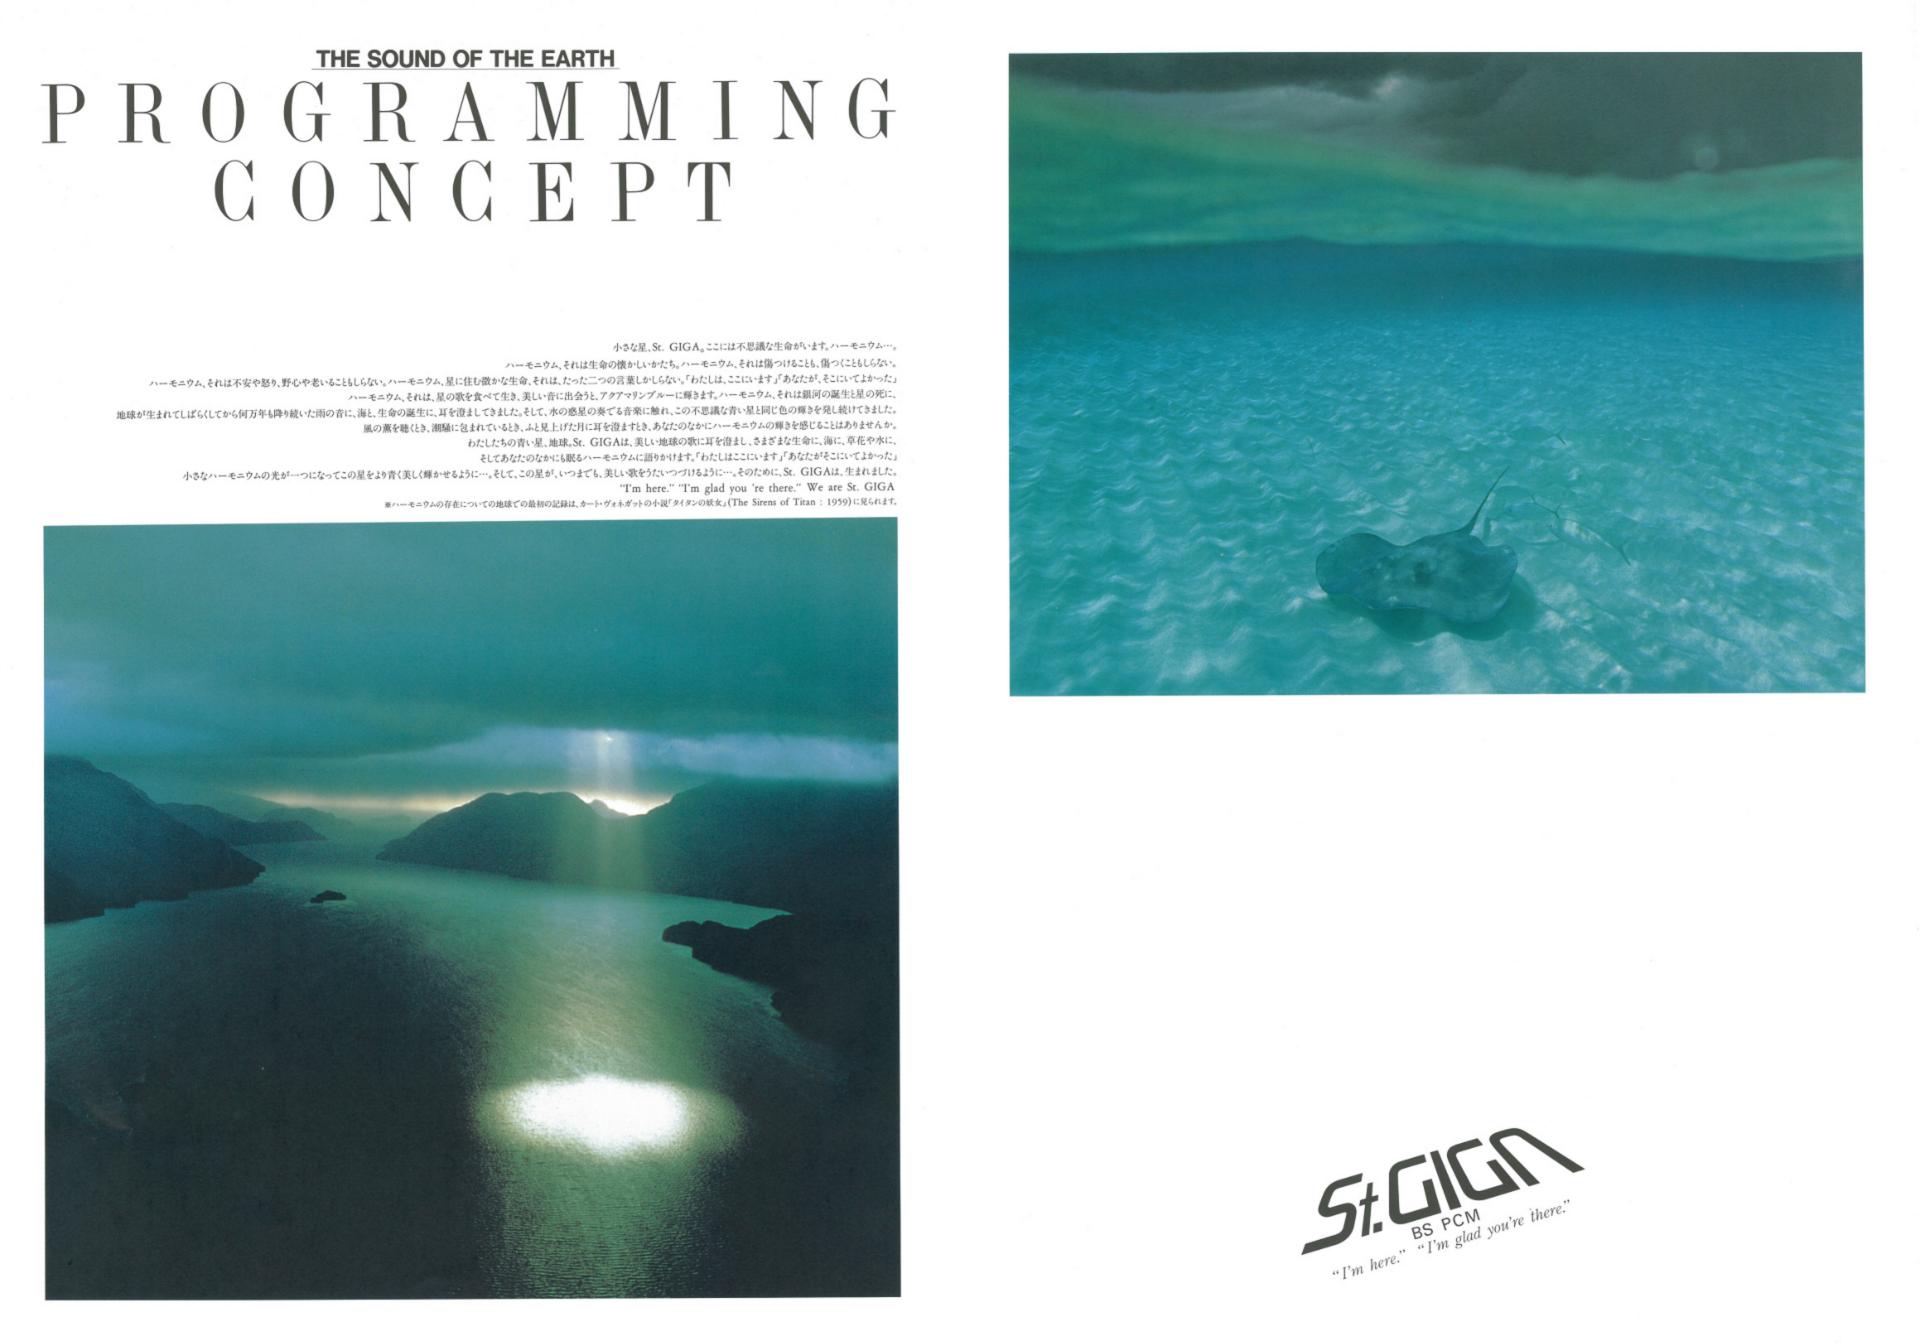 THE SOUND OF THE EARTH
PROGRAMMING
CONCEPT
小さな星、St. GIGA。ここには不思議な生命がいます。ハーモニウム…。
ハーモニウム、それは生命の懐かしいかたち。ハーモニウム、それは傷つけることも、傷つくこともしらない。
ハーモニウム、それは不安や怒り、野心や老いることもしらない。ハーモニウム、星に住む微かな生命、それは、たった二つの言葉しかしらない。「わたしは、ここにいます」「あなたが、そこにいてよかった」
ハーモニウム、それは、星の歌を食べて生き、美しい音に出会うと、アクアマリンブルーに輝きます。ハーモニウム、それは銀河の誕生と星の死に、
地球が生まれてしばらくしてから何万年も降り続いた雨の音に、海と、生命の誕生に、耳を澄ましてきました。そして、水の惑星の奏でる音楽に触れ、この不思議な青い星と同じ色の輝きを発し続けてきました。
風の薫を聴くとき、潮騒に包まれているとき、ふと見上げた月に耳を澄ますとき、あなたのなかにハーモニウムの輝きを感じることはありませんか。
わたしたちの青い星、地球。St. GIGAは、美しい地球の歌に耳を澄まし、さまざまな生命に、海に、草花や水に、
そしてあなたのなかにも眠るハーモニウムに語りかけます。「わたしはここにいます」「あなたがそこにいてよかった」
小さなハーモニウムの光が一つになってこの星をより青く美しく輝かせるように…。そして、この星が、いつまでも、美しい歌をうたいつづけるように…。そのために、St. GIGAは、生まれました。
"I'm here." "I'm glad you 're there." We are St. GIGA
※ハーモニウムの存在についての地球での最初の記録は、カート・ヴォネガットの小説「タイタンの妖女」(The Sirens of Titan : 1959)に見られます。
St.GIGA
BS PCM
"I'm here." "I'm glad you're there."